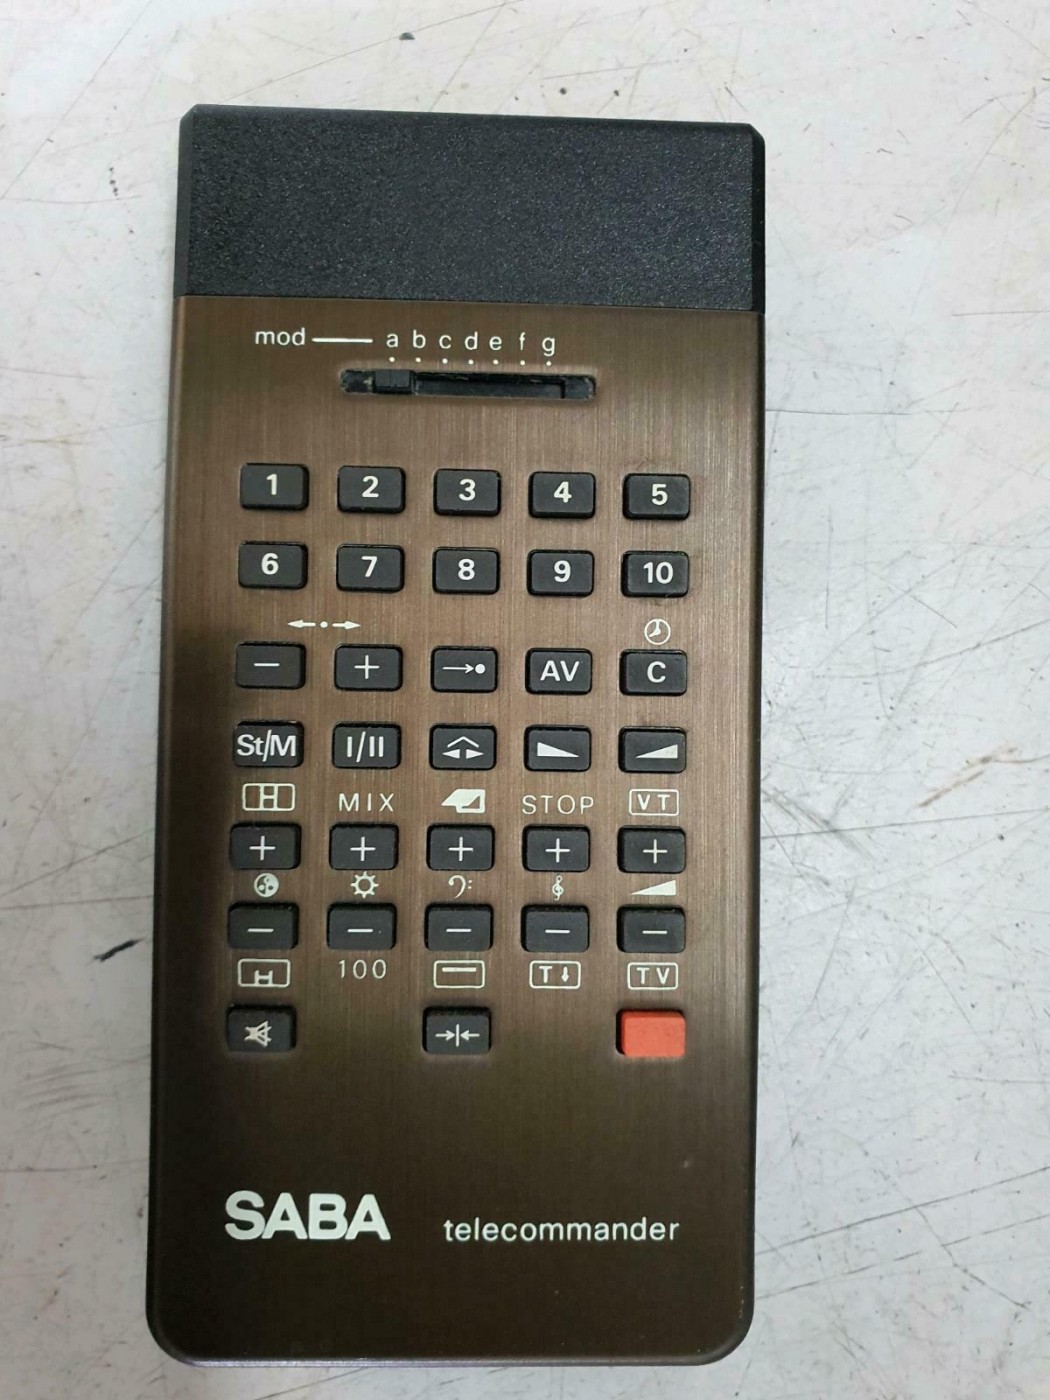 mod a b c d e f g
1 2 3 4 5
6 7 8 9 10
− + AV C
St/M I/II
MIX STOP VT
+ + + + +
− − − − −
100 T TV
SABA telecommander